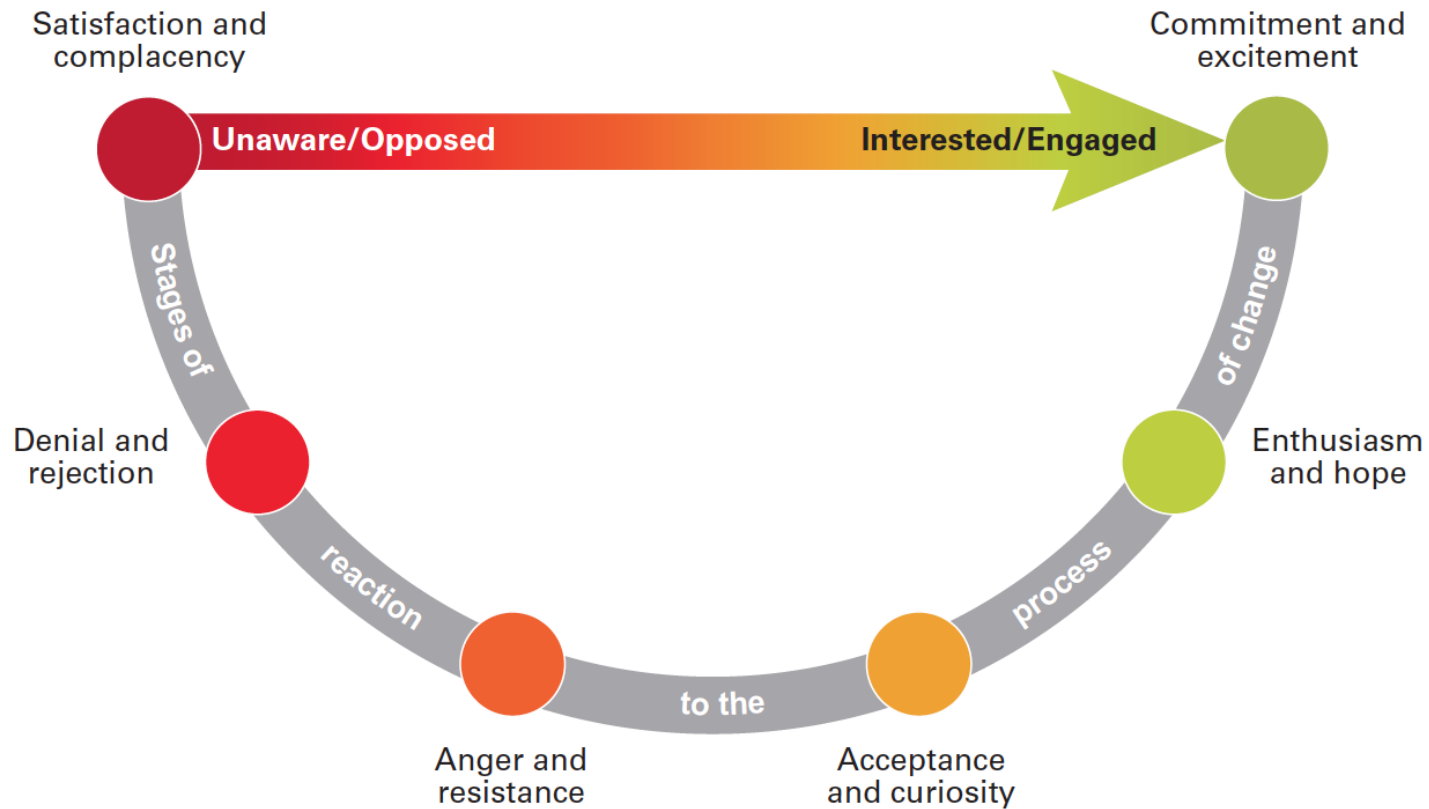 Satisfaction and
complacency
Commitment and
excitement
Unaware/Opposed
Interested/Engaged
Stages of
reaction
to the
process
of change
Denial and
rejection
Anger and
resistance
Acceptance
and curiosity
Enthusiasm
and hope